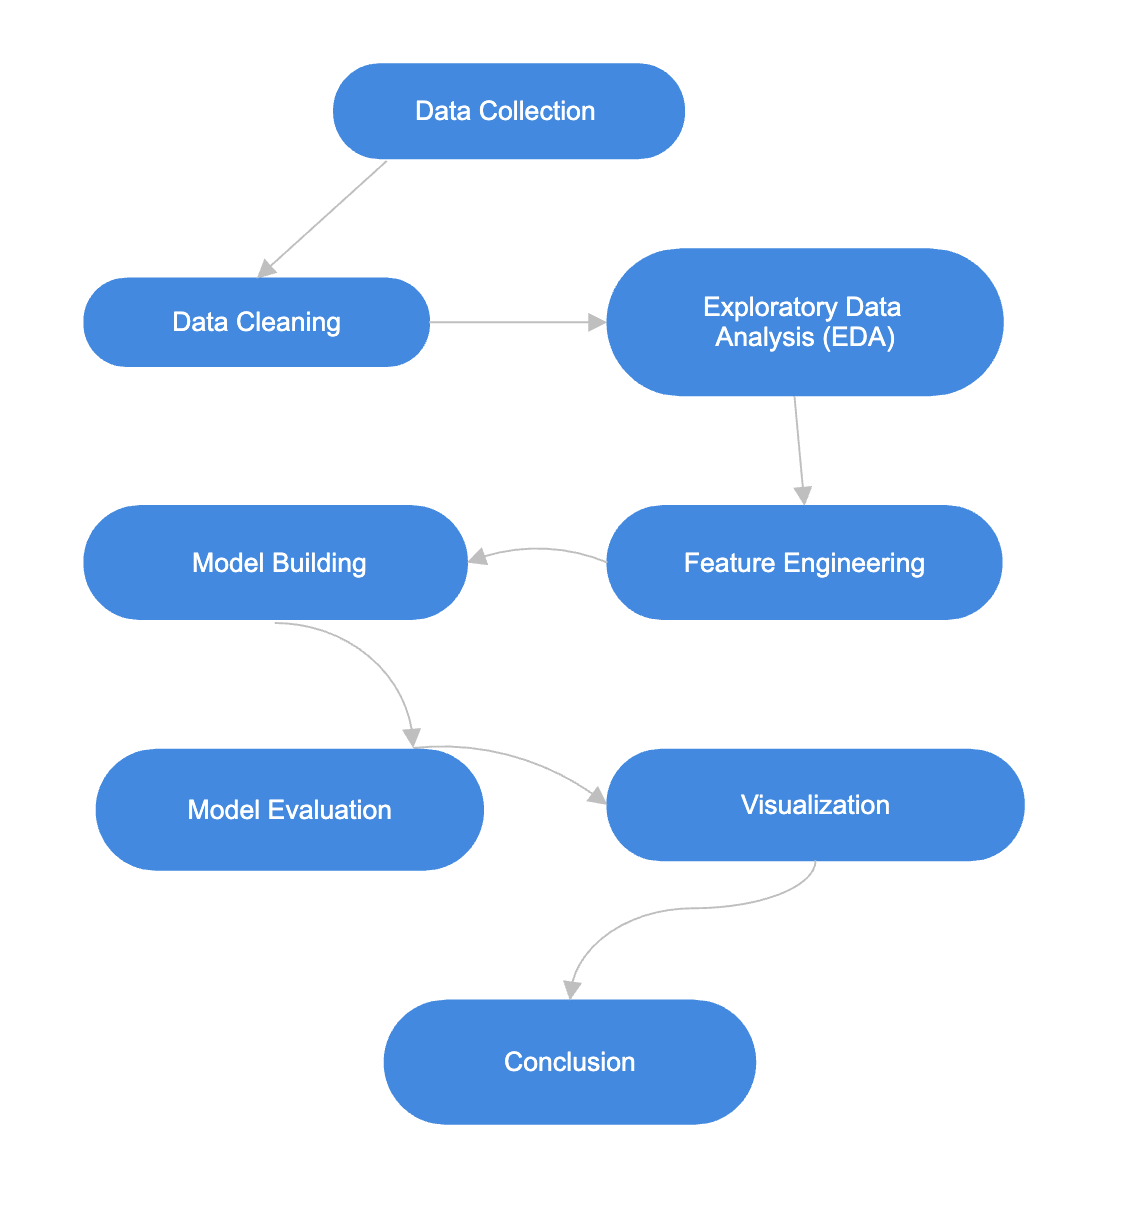 Data Collection
Data Cleaning
Exploratory Data
Analysis (EDA)
Feature Engineering
Model Building
Model Evaluation
Visualization
Conclusion